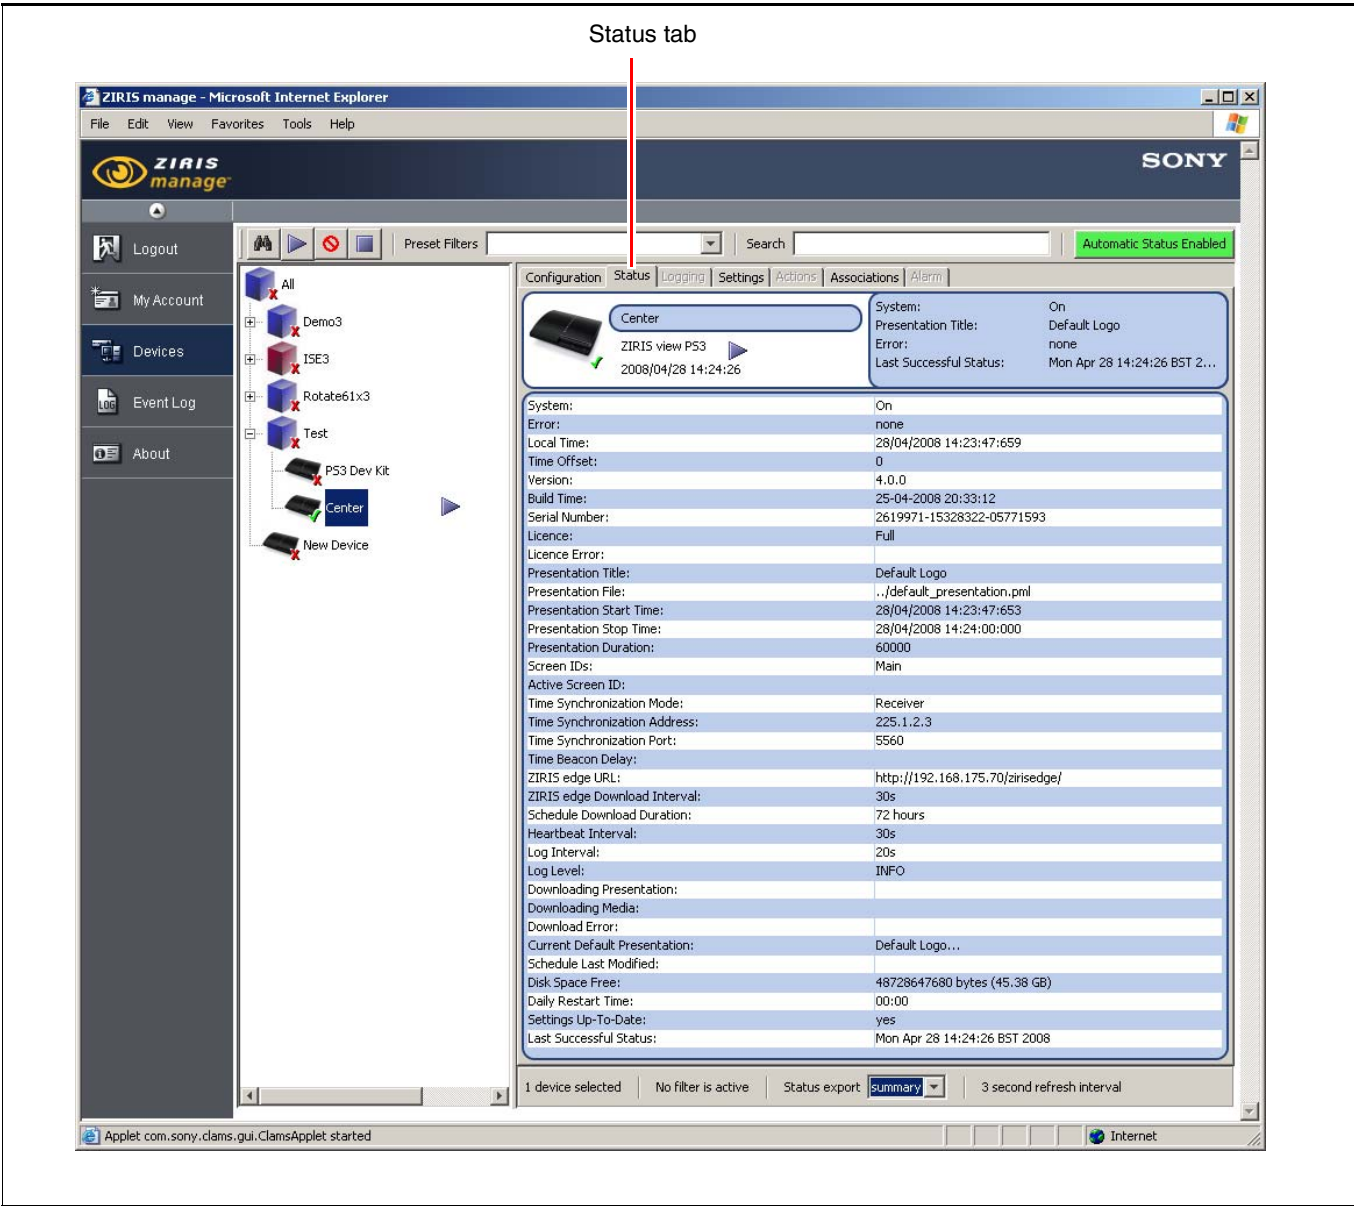 Status tab
ZIRIS manage - Microsoft Internet Explorer
File Edit View Favorites Tools Help
ZIRIS
manage
SONY
Logout
My Account
Devices
LOG Event Log
About
Preset Filters
Search
Automatic Status Enabled
All
Demo3
ISE3
Rotate61x3
Test
PS3 Dev Kit
Center
New Device
Configuration Status Logging Settings Actions Associations Alarm
Center
ZIRIS view PS3
2008/04/28 14:24:26
System: On
Presentation Title: Default Logo
Error: none
Last Successful Status: Mon Apr 28 14:24:26 BST 2...
System: On
Error: none
Local Time: 28/04/2008 14:23:47:659
Time Offset: 0
Version: 4.0.0
Build Time: 25-04-2008 20:33:12
Serial Number: 2619971-15328322-05771593
Licence: Full
Licence Error:
Presentation Title: Default Logo
Presentation File: ../default_presentation.pml
Presentation Start Time: 28/04/2008 14:23:47:653
Presentation Stop Time: 28/04/2008 14:24:00:000
Presentation Duration: 60000
Screen IDs: Main
Active Screen ID:
Time Synchronization Mode: Receiver
Time Synchronization Address: 225.1.2.3
Time Synchronization Port: 5560
Time Beacon Delay:
ZIRIS edge URL: http://192.168.175.70/zirisedge/
ZIRIS edge Download Interval: 30s
Schedule Download Duration: 72 hours
Heartbeat Interval: 30s
Log Interval: 20s
Log Level: INFO
Downloading Presentation:
Downloading Media:
Download Error:
Current Default Presentation: Default Logo...
Schedule Last Modified:
Disk Space Free: 48728647680 bytes (45.38 GB)
Daily Restart Time: 00:00
Settings Up-To-Date: yes
Last Successful Status: Mon Apr 28 14:24:26 BST 2008
1 device selected No filter is active Status export summary 3 second refresh interval
Applet com.sony.clams.gui.ClamsApplet started Internet